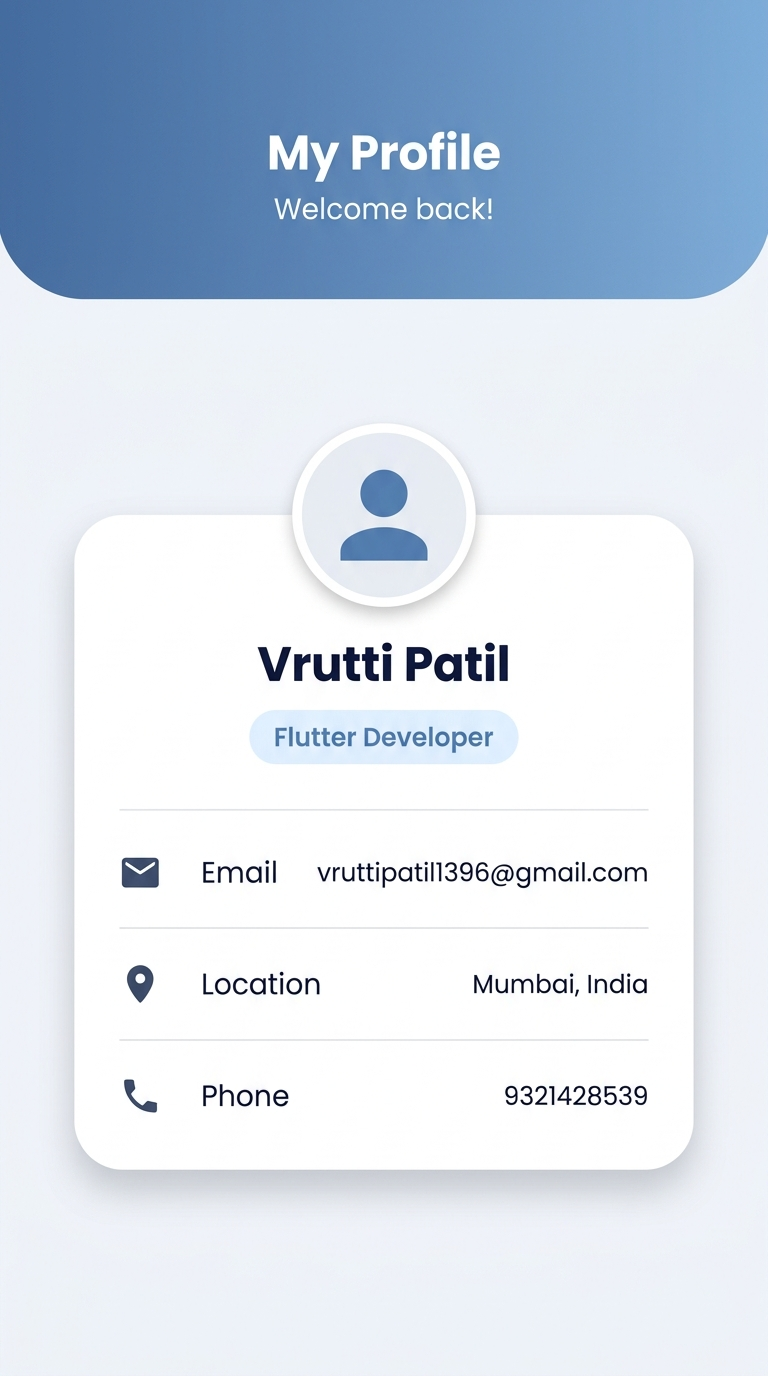 My Profile
Welcome back!
Vrutti Patil
Flutter Developer
Email vruttipatil1396@gmail.com
Location Mumbai, India
Phone 9321428539